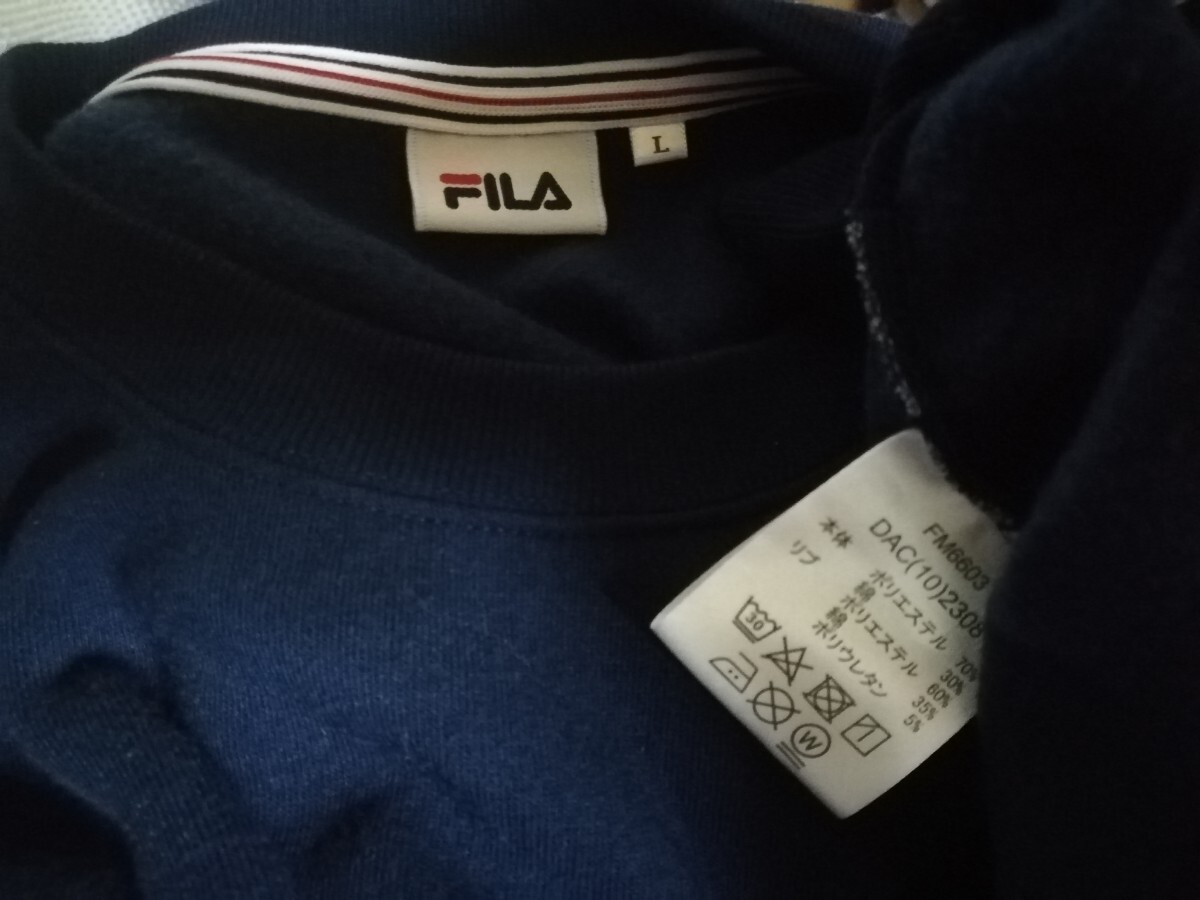 FILA
L
FM6603
DAC(10)2308
本体 ポリエステル 70%
綿 30%
リブ ポリエステル 60%
綿 35%
ポリウレタン 5%
30
W